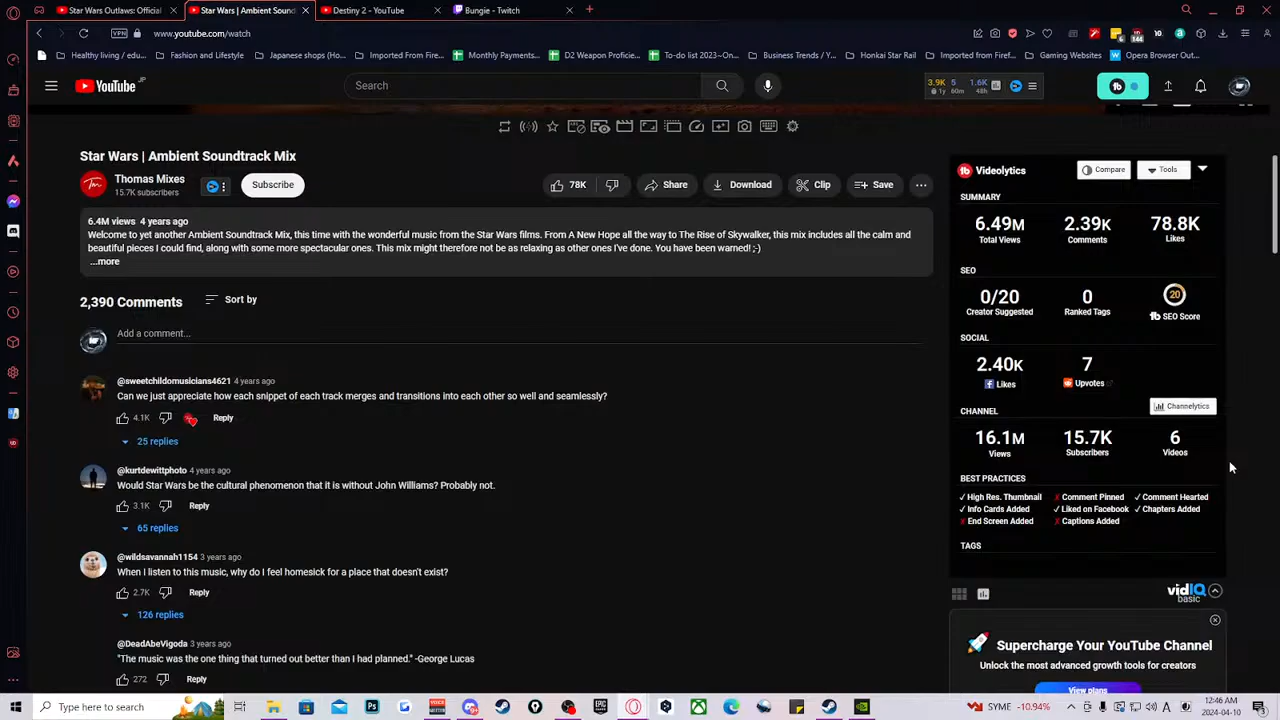 Star Wars Outlaws: Official
Star Wars | Ambient Sound
Destiny 2 - YouTube
Bungie - Twitch
VPN
www.youtube.com/watch
144
Healthy living / edu...
Fashion and Lifestyle
Japanese shops (Ho...
Imported From Firef...
Monthly Payments...
D2 Weapon Proficie...
To-do list 2023~On...
Business Trends / Y...
Honkai Star Rail
Imported from Firef...
Gaming Websites
Opera Browser Out...
YouTube JP
Search
3.9K 5 1.6K
1y 60m 48h
Star Wars | Ambient Soundtrack Mix
Thomas Mixes
15.7K subscribers
Subscribe
78K
Share
Download
Clip
Save
6.4M views 4 years ago
Welcome to yet another Ambient Soundtrack Mix, this time with the wonderful music from the Star Wars films. From A New Hope all the way to The Rise of Skywalker, this mix includes all the calm and
beautiful pieces I could find, along with some more spectacular ones. This mix might therefore not be as relaxing as other ones I've done. You have been warned! ;-)
...more
2,390 Comments
Sort by
Add a comment...
@sweetchildomusicians4621 4 years ago
Can we just appreciate how each snippet of each track merges and transitions into each other so well and seamlessly?
4.1K
Reply
25 replies
@kurtdewittphoto 4 years ago
Would Star Wars be the cultural phenomenon that it is without John Williams? Probably not.
3.1K
Reply
65 replies
@wildsavannah1154 3 years ago
When I listen to this music, why do I feel homesick for a place that doesn't exist?
2.7K
Reply
126 replies
@DeadAbeVigoda 3 years ago
"The music was the one thing that turned out better than I had planned." -George Lucas
272
Reply
Videolytics
Compare
Tools
SUMMARY
6.49M 2.39K 78.8K
Total Views Comments Likes
SEO
0/20 0 20
Creator Suggested Ranked Tags SEO Score
SOCIAL
2.40K 7
Likes Upvotes
CHANNEL
Channelytics
16.1M 15.7K 6
Views Subscribers Videos
BEST PRACTICES
✓ High Res. Thumbnail ✗ Comment Pinned ✓ Comment Hearted
✓ Info Cards Added ✓ Liked on Facebook ✓ Chapters Added
✗ End Screen Added ✗ Captions Added
TAGS
vidIQ
basic
Supercharge Your YouTube Channel
Unlock the most advanced growth tools for creators
View plans
Type here to search
SYME -10.94%
A
12:46 AM
2024-04-10